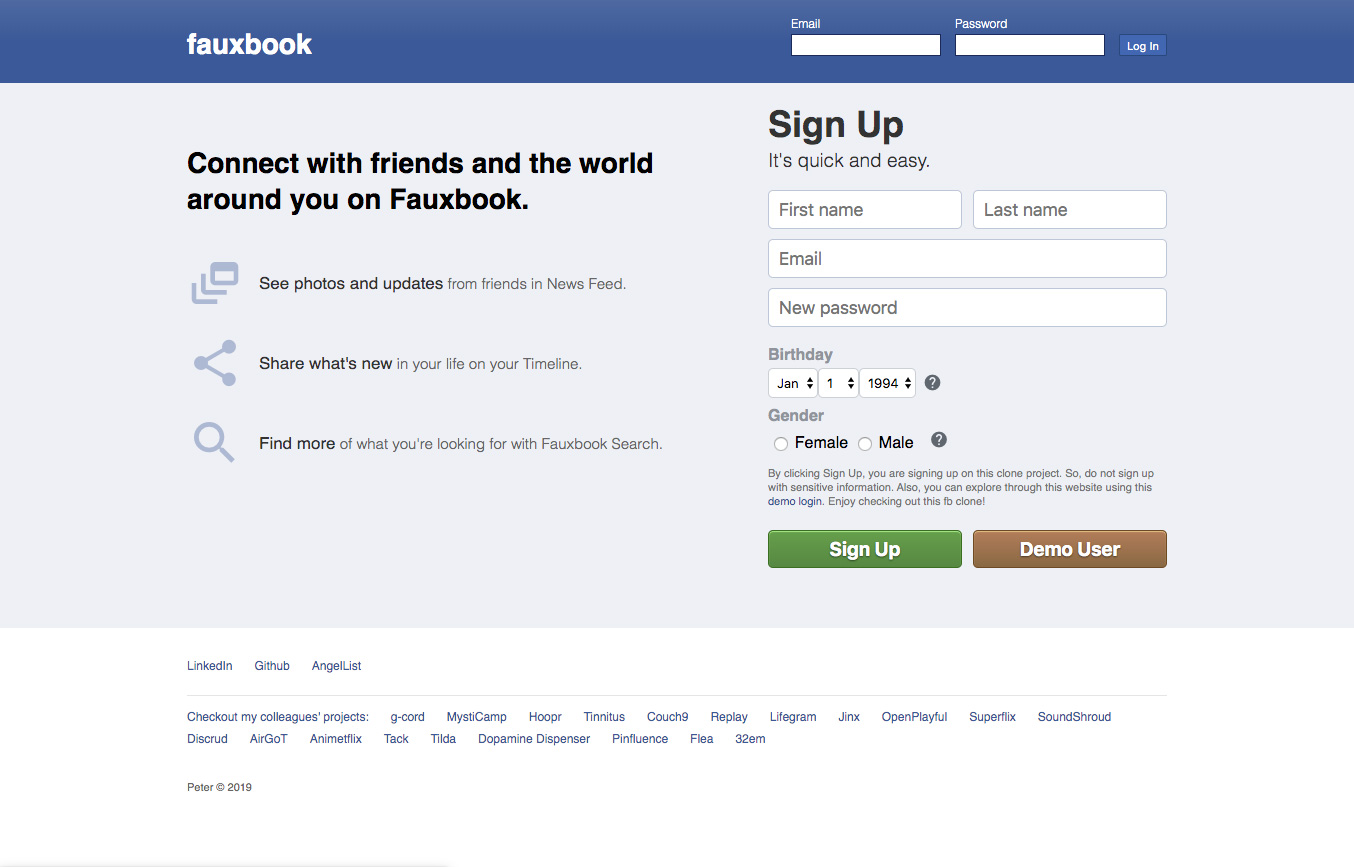 fauxbook
Email
Password
Log In
Connect with friends and the world
around you on Fauxbook.
See photos and updates from friends in News Feed.
Share what's new in your life on your Timeline.
Find more of what you're looking for with Fauxbook Search.
Sign Up
It's quick and easy.
First name
Last name
Email
New password
Birthday
Jan 1 1994 ?
Gender
Female Male ?
By clicking Sign Up, you are signing up on this clone project. So, do not sign up
with sensitive information. Also, you can explore through this website using this
demo login. Enjoy checking out this fb clone!
Sign Up
Demo User
LinkedIn Github AngelList
Checkout my colleagues' projects: g-cord MystiCamp Hoopr Tinnitus Couch9 Replay Lifegram Jinx OpenPlayful Superflix SoundShroud
Discrud AirGoT Animetflix Tack Tilda Dopamine Dispenser Pinfluence Flea 32em
Peter © 2019